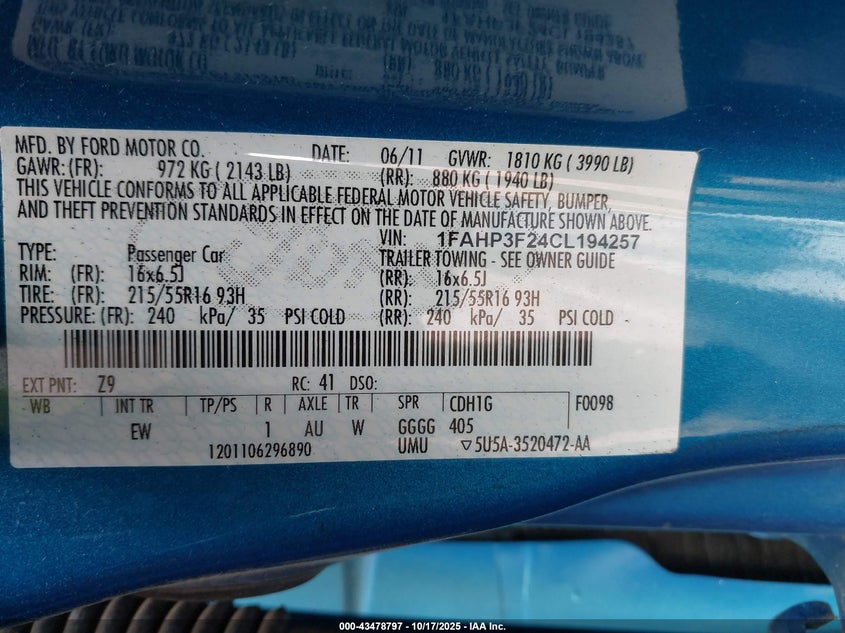 MFD. BY FORD MOTOR CO. DATE: 06/11 GVWR: 1810 KG ( 3990 LB)
GAWR: (FR): 972 KG ( 2143 LB) (RR): 880 KG ( 1940 LB)
THIS VEHICLE CONFORMS TO ALL APPLICABLE FEDERAL MOTOR VEHICLE SAFETY, BUMPER,
AND THEFT PREVENTION STANDARDS IN EFFECT ON THE DATE OF MANUFACTURE SHOWN ABOVE.
VIN: 1FAHP3F24CL194257
TYPE: Passenger Car TRAILER TOWING - SEE OWNER GUIDE
RIM: (FR): 16x6.5J (RR): 16x6.5J
TIRE: (FR): 215/55R16 93H (RR): 215/55R16 93H
PRESSURE: (FR): 240 kPa/ 35 PSI COLD (RR): 240 kPa/ 35 PSI COLD
EXT PNT: Z9 RC: 41 DSO:
WB INT TR TP/PS R AXLE TR SPR CDH1G F0098
EW 1 AU W GGGG 405
1201106296890 UMU ▽5U5A-3520472-AA
000-43478797 - 10/17/2025 - IAA Inc.